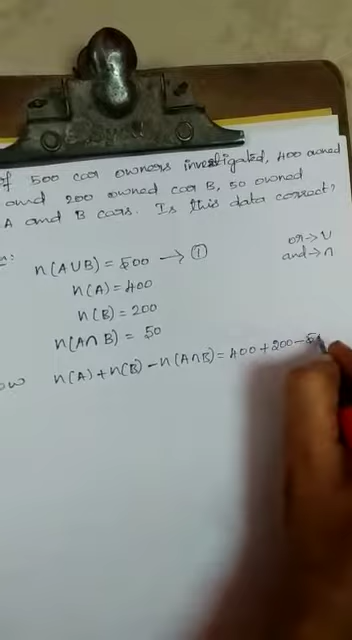 of 500 car owners investigated, 400 owned
and 200 owned car B, 50 owned
A and B cars. Is this data correct?
n(A∪B) = 500 → ①
or → ∪
n(A) = 400
and → ∩
n(B) = 200
n(A∩B) = 50
n(A) + n(B) - n(A∩B) = 400 + 200 - 5